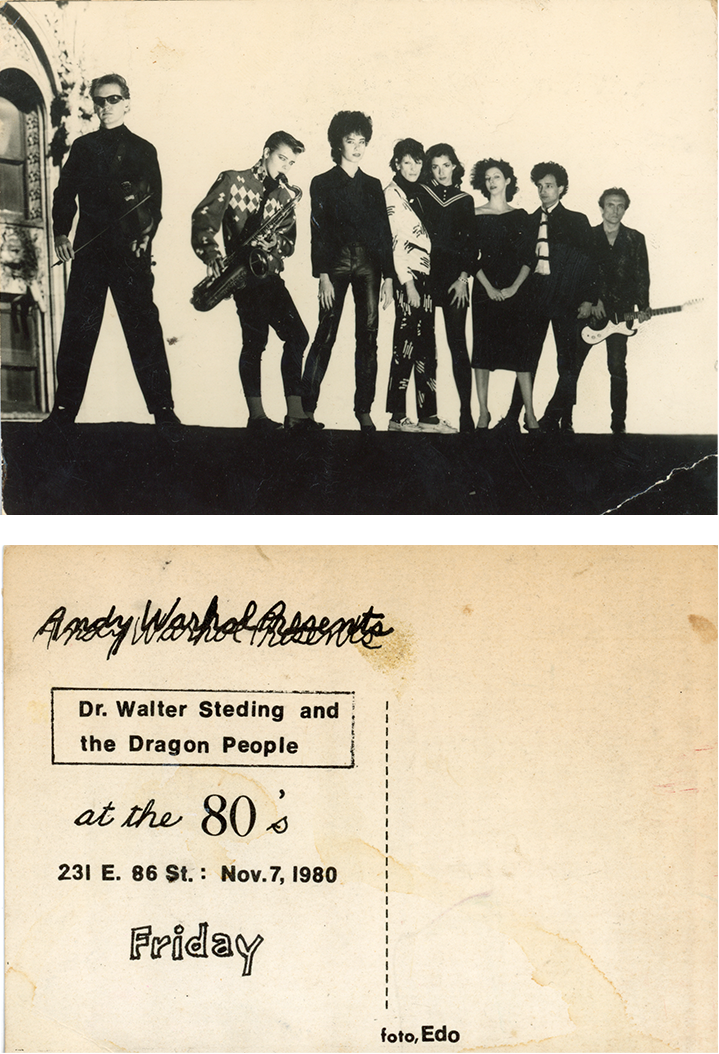 Andy Warhol Presents
Dr. Walter Steding and
the Dragon People
at the 80's
231 E. 86 St.: Nov. 7, 1980
Friday
foto, Edo